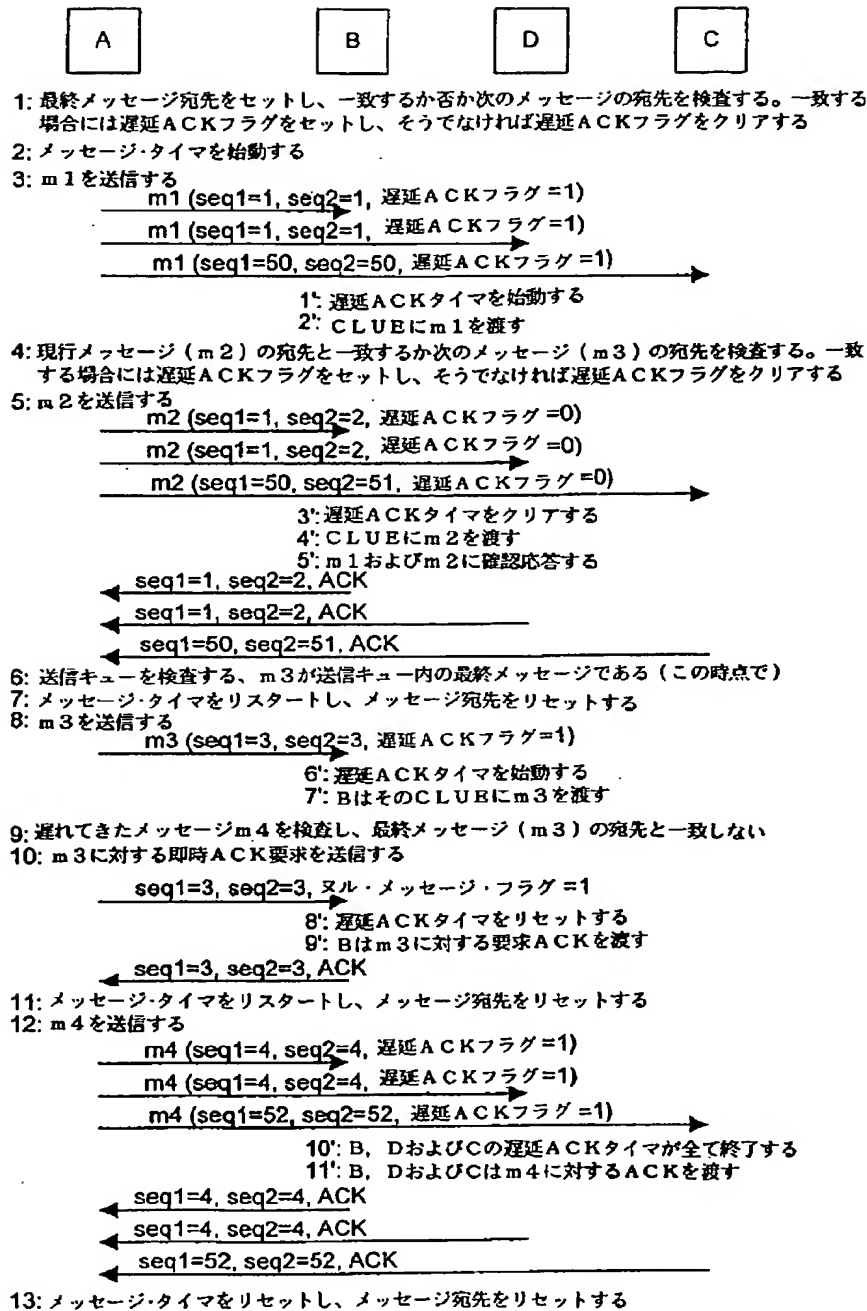 A B D C
1: 最終メッセージ宛先をセットし、一致するか否か次のメッセージの宛先を検査する。一致する
場合には遅延ACKフラグをセットし、そうでなければ遅延ACKフラグをクリアする
2: メッセージ・タイマを始動する
3: m1を送信する
m1 (seq1=1, seq2=1, 遅延ACKフラグ=1)
m1 (seq1=1, seq2=1, 遅延ACKフラグ=1)
m1 (seq1=50, seq2=50, 遅延ACKフラグ=1)
1': 遅延ACKタイマを始動する
2': CLUEにm1を渡す
4: 現行メッセージ(m2)の宛先と一致するか次のメッセージ(m3)の宛先を検査する。一致
する場合には遅延ACKフラグをセットし、そうでなければ遅延ACKフラグをクリアする
5: m2を送信する
m2 (seq1=1, seq2=2, 遅延ACKフラグ=0)
m2 (seq1=1, seq2=2, 遅延ACKフラグ=0)
m2 (seq1=50, seq2=51, 遅延ACKフラグ=0)
3': 遅延ACKタイマをクリアする
4': CLUEにm2を渡す
5': m1およびm2に確認応答する
seq1=1, seq2=2, ACK
seq1=1, seq2=2, ACK
seq1=50, seq2=51, ACK
6: 送信キューを検査する、m3が送信キュー内の最終メッセージである(この時点で)
7: メッセージ・タイマをリスタートし、メッセージ宛先をリセットする
8: m3を送信する
m3 (seq1=3, seq2=3, 遅延ACKフラグ=1)
6': 遅延ACKタイマを始動する
7': BはそのCLUEにm3を渡す
9: 遅れてきたメッセージm4を検査し、最終メッセージ(m3)の宛先と一致しない
10: m3に対する即時ACK要求を送信する
seq1=3, seq2=3, ヌル・メッセージ・フラグ=1
8': 遅延ACKタイマをリセットする
9': Bはm3に対する要求ACKを渡す
seq1=3, seq2=3, ACK
11: メッセージ・タイマをリスタートし、メッセージ宛先をリセットする
12: m4を送信する
m4 (seq1=4, seq2=4, 遅延ACKフラグ=1)
m4 (seq1=4, seq2=4, 遅延ACKフラグ=1)
m4 (seq1=52, seq2=52, 遅延ACKフラグ=1)
10': B, DおよびCの遅延ACKタイマが全て終了する
11': B, DおよびCはm4に対するACKを渡す
seq1=4, seq2=4, ACK
seq1=4, seq2=4, ACK
seq1=52, seq2=52, ACK
13: メッセージ・タイマをリセットし、メッセージ宛先をリセットする